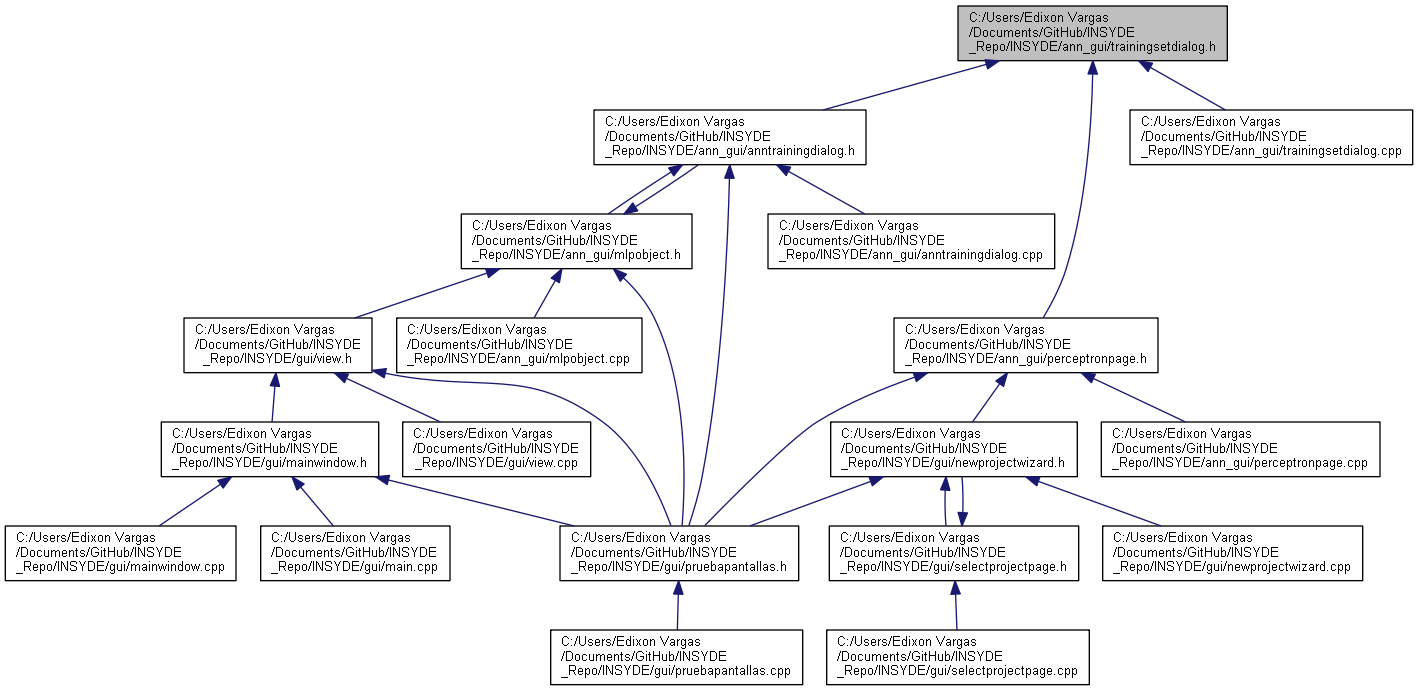 C:/Users/Edixon Vargas
/Documents/GitHub/INSYDE
_Repo/INSYDE/ann_gui/trainingsetdialog.h
C:/Users/Edixon Vargas
/Documents/GitHub/INSYDE
_Repo/INSYDE/ann_gui/anntrainingdialog.h
C:/Users/Edixon Vargas
/Documents/GitHub/INSYDE
_Repo/INSYDE/ann_gui/trainingsetdialog.cpp
C:/Users/Edixon Vargas
/Documents/GitHub/INSYDE
_Repo/INSYDE/ann_gui/mlpobject.h
C:/Users/Edixon Vargas
/Documents/GitHub/INSYDE
_Repo/INSYDE/ann_gui/anntrainingdialog.cpp
C:/Users/Edixon Vargas
/Documents/GitHub/INSYDE
_Repo/INSYDE/gui/view.h
C:/Users/Edixon Vargas
/Documents/GitHub/INSYDE
_Repo/INSYDE/ann_gui/mlpobject.cpp
C:/Users/Edixon Vargas
/Documents/GitHub/INSYDE
_Repo/INSYDE/ann_gui/perceptronpage.h
C:/Users/Edixon Vargas
/Documents/GitHub/INSYDE
_Repo/INSYDE/gui/mainwindow.h
C:/Users/Edixon Vargas
/Documents/GitHub/INSYDE
_Repo/INSYDE/gui/view.cpp
C:/Users/Edixon Vargas
/Documents/GitHub/INSYDE
_Repo/INSYDE/gui/newprojectwizard.h
C:/Users/Edixon Vargas
/Documents/GitHub/INSYDE
_Repo/INSYDE/ann_gui/perceptronpage.cpp
C:/Users/Edixon Vargas
/Documents/GitHub/INSYDE
_Repo/INSYDE/gui/mainwindow.cpp
C:/Users/Edixon Vargas
/Documents/GitHub/INSYDE
_Repo/INSYDE/gui/main.cpp
C:/Users/Edixon Vargas
/Documents/GitHub/INSYDE
_Repo/INSYDE/gui/pruebapantallas.h
C:/Users/Edixon Vargas
/Documents/GitHub/INSYDE
_Repo/INSYDE/gui/selectprojectpage.h
C:/Users/Edixon Vargas
/Documents/GitHub/INSYDE
_Repo/INSYDE/gui/newprojectwizard.cpp
C:/Users/Edixon Vargas
/Documents/GitHub/INSYDE
_Repo/INSYDE/gui/pruebapantallas.cpp
C:/Users/Edixon Vargas
/Documents/GitHub/INSYDE
_Repo/INSYDE/gui/selectprojectpage.cpp